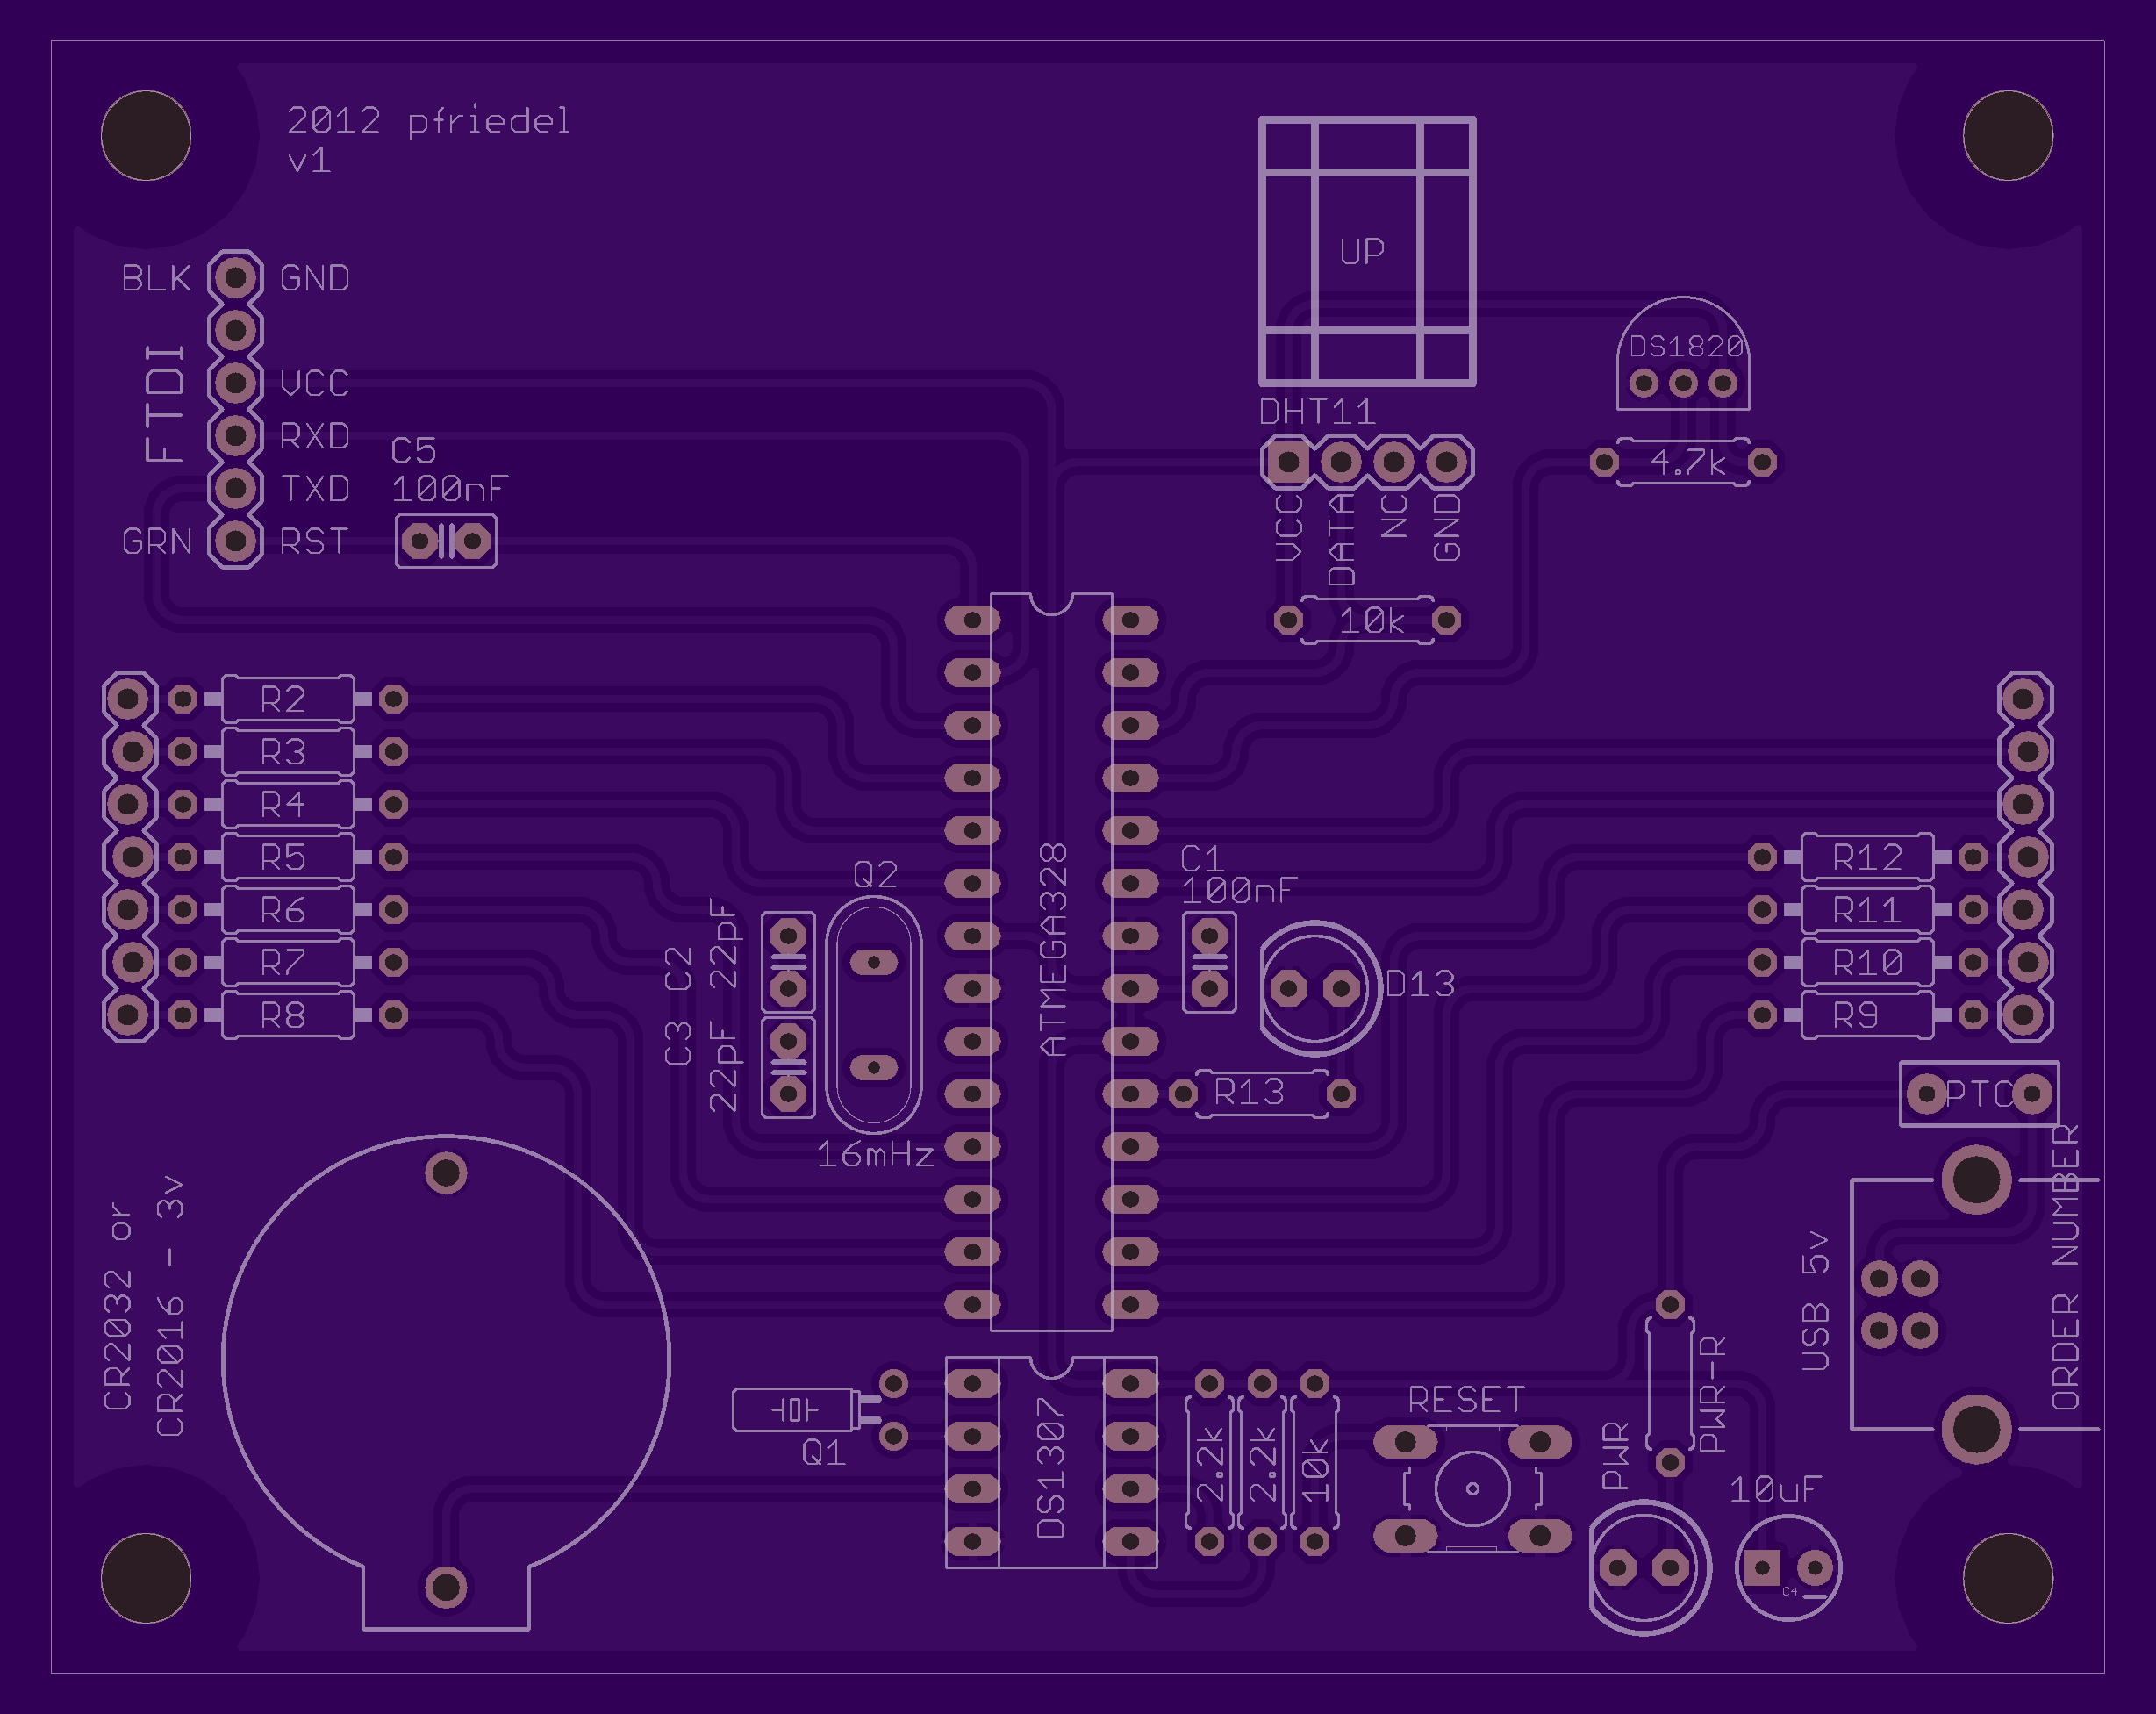 2012 pfriedel
v1
UP
BLK
GND
FTDI
VCC
RXD
TXD
GRN
RST
C5
100nF
DS1820
DHT11
4.7k
VCC
DATA
NC
GND
10k
R2
R3
R4
R5
R6
R7
R8
Q2
C2
22pF
C3
22pF
16mHz
ATMEGA328
C1
100nF
D13
R13
R12
R11
R10
R9
PTC
ORDER NUMBER
USB 5v
CR2032 or
CR2016 - 3v
Q1
DS1307
2.2k
2.2k
10k
RESET
PWR
PWR-R
10uF
C4